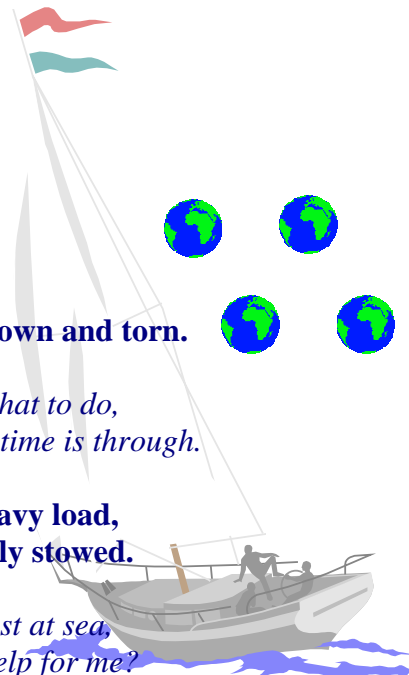 own and torn.
hat to do,
time is through.
avy load,
ly stowed.
st at sea,
elp for me?